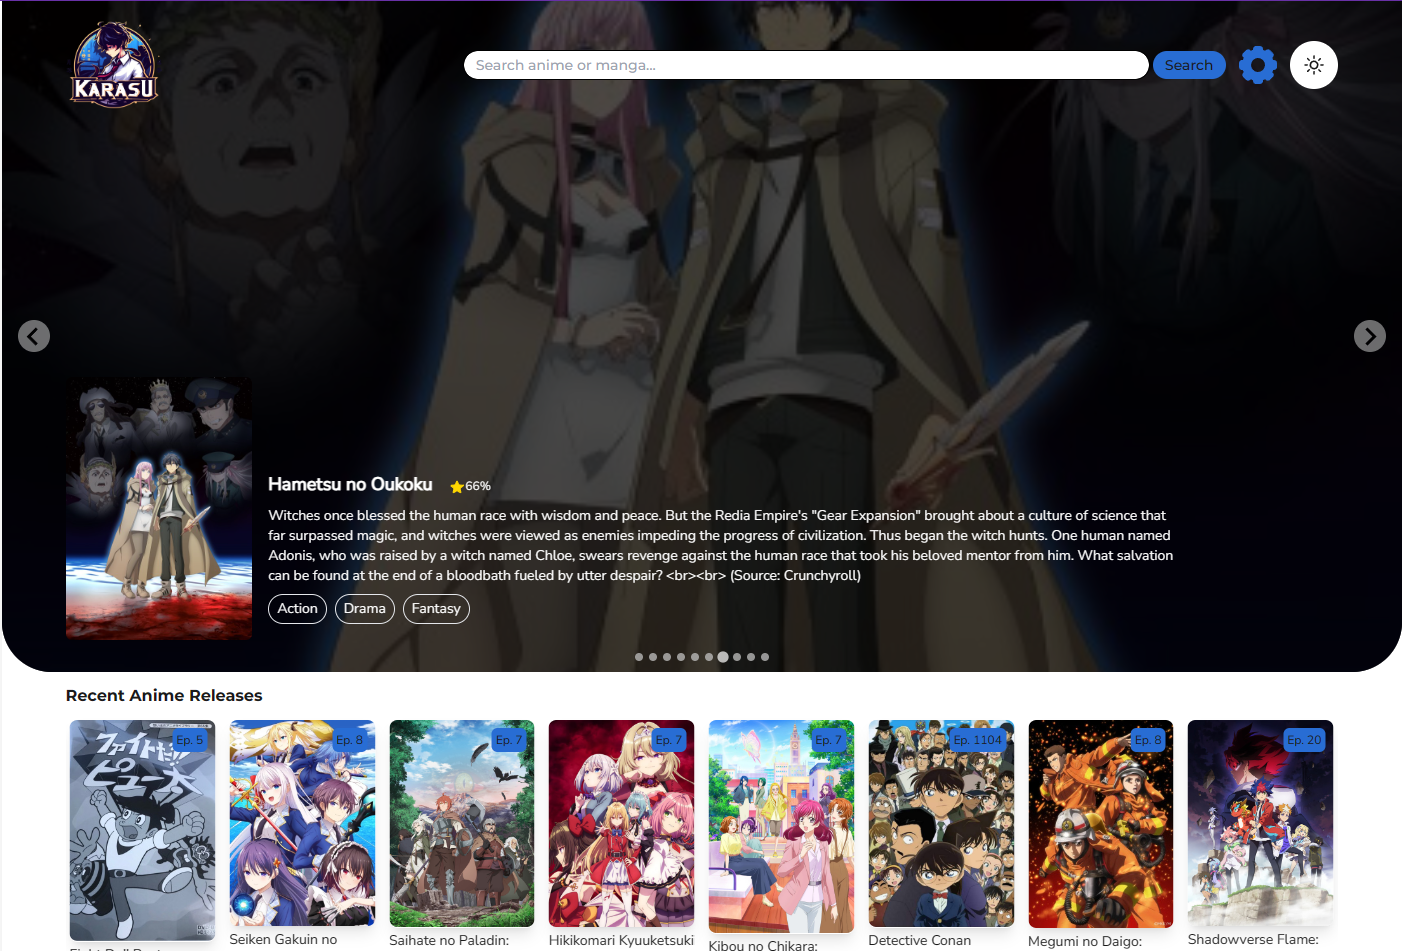 KARASU
Search anime or manga...
Search
Hametsu no Oukoku
66%
Witches once blessed the human race with wisdom and peace. But the Redia Empire's "Gear Expansion" brought about a culture of science that
far surpassed magic, and witches were viewed as enemies impeding the progress of civilization. Thus began the witch hunts. One human named
Adonis, who was raised by a witch named Chloe, swears revenge against the human race that took his beloved mentor from him. What salvation
can be found at the end of a bloodbath fueled by utter despair? <br><br> (Source: Crunchyroll)
Action
Drama
Fantasy
Recent Anime Releases
Ep. 5
Ep. 8
Ep. 7
Ep. 7
Ep. 7
Ep. 1104
Ep. 8
Ep. 20
ファイトだ!!
ピュー太
Seiken Gakuin no
Saihate no Paladin:
Hikikomari Kyuuketsuki
Kibou no Chikara:
Detective Conan
Megumi no Daigo:
Shadowverse Flame: